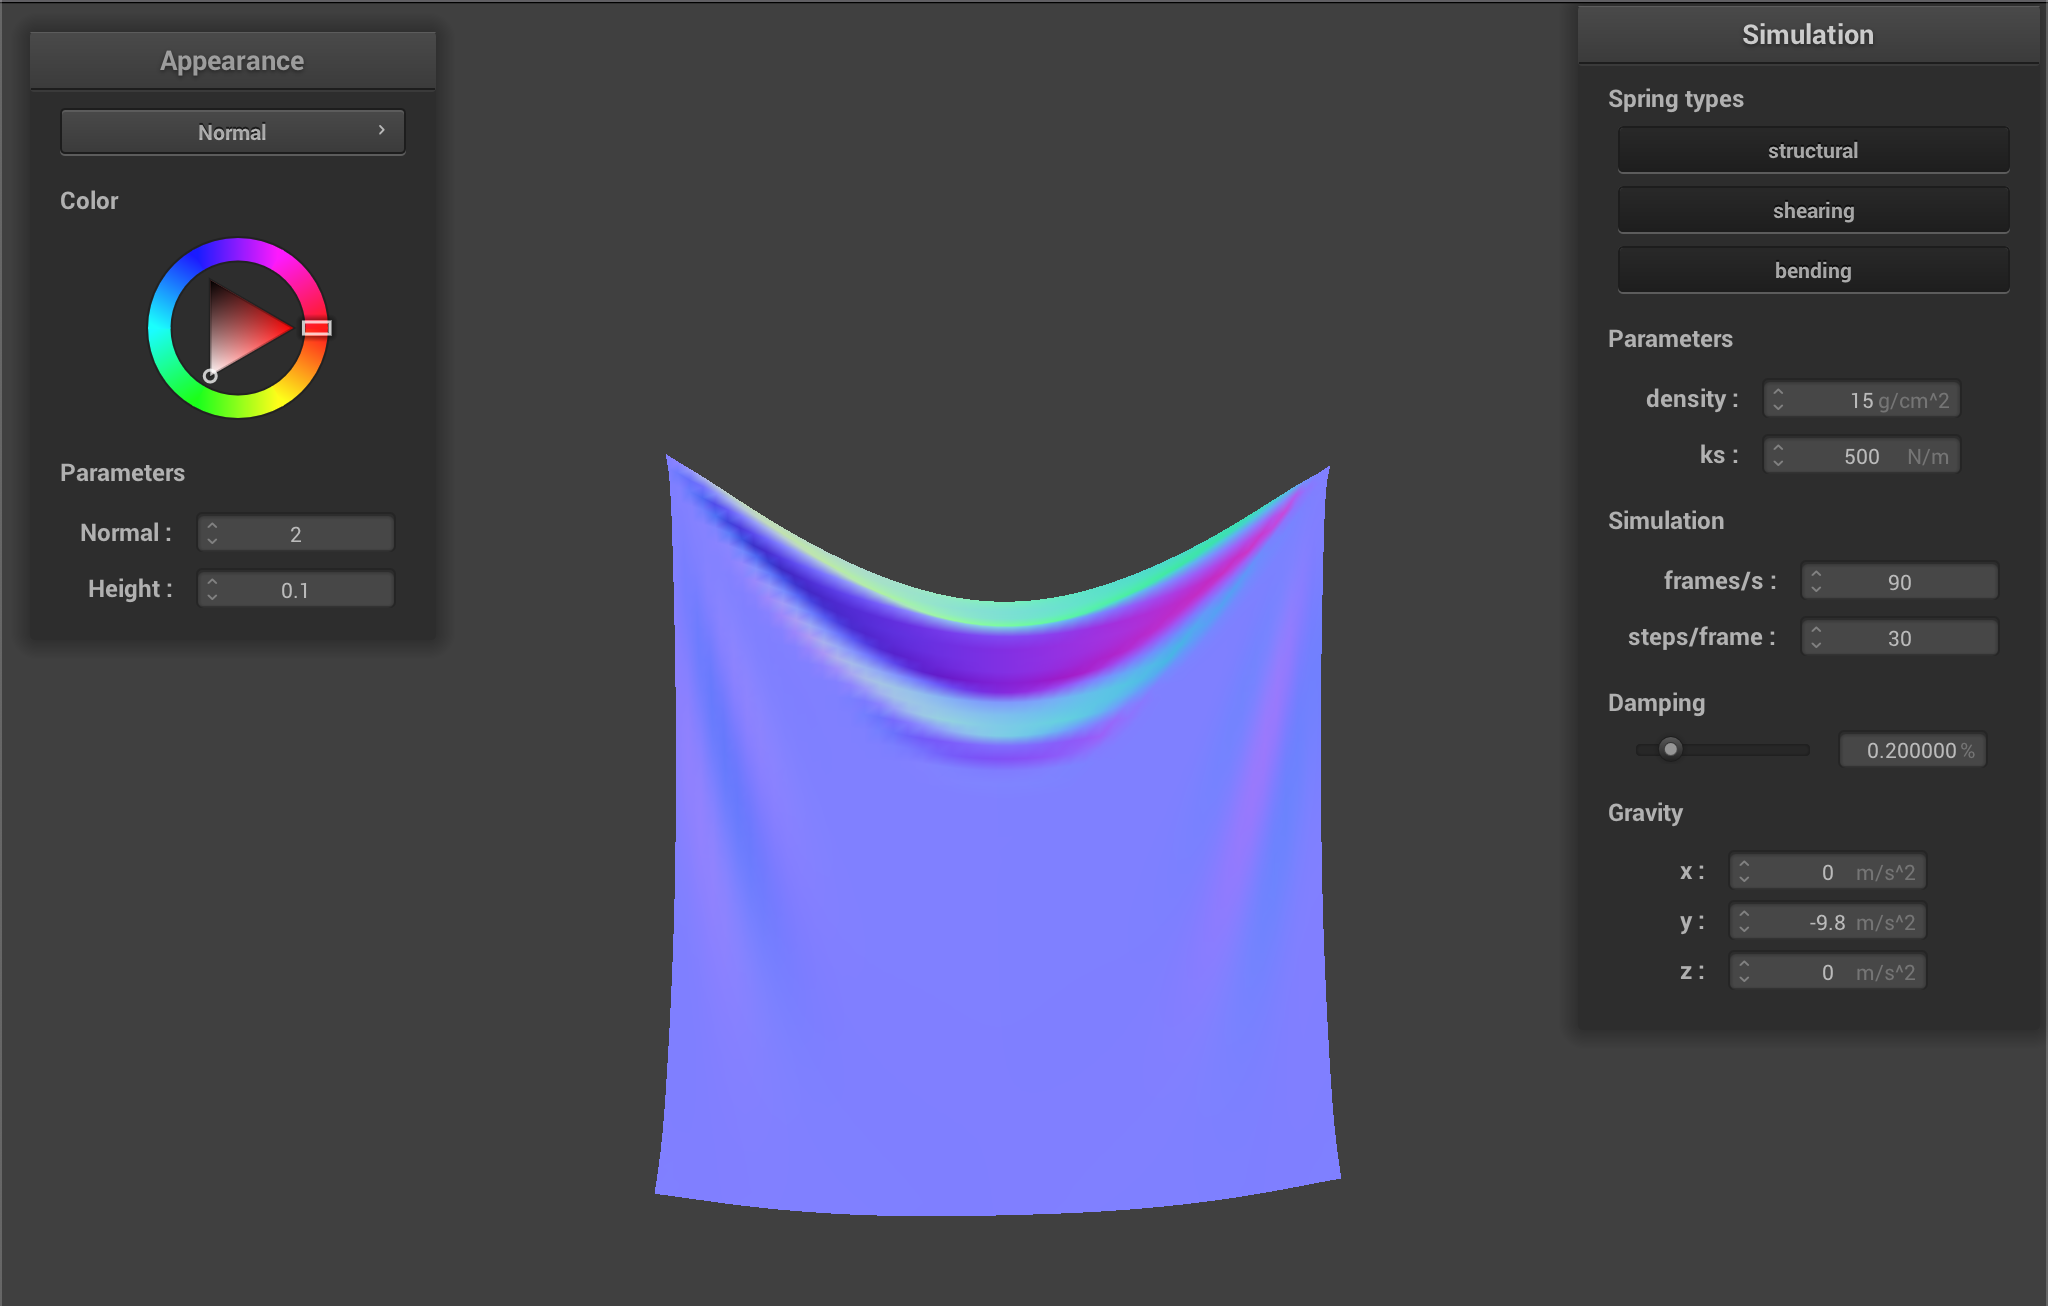 Appearance
Normal
Color
Parameters
Normal : 2
Height : 0.1
Simulation
Spring types
structural
shearing
bending
Parameters
density : 15 g/cm^2
ks : 500 N/m
Simulation
frames/s : 90
steps/frame : 30
Damping
0.200000 %
Gravity
x : 0 m/s^2
y : -9.8 m/s^2
z : 0 m/s^2